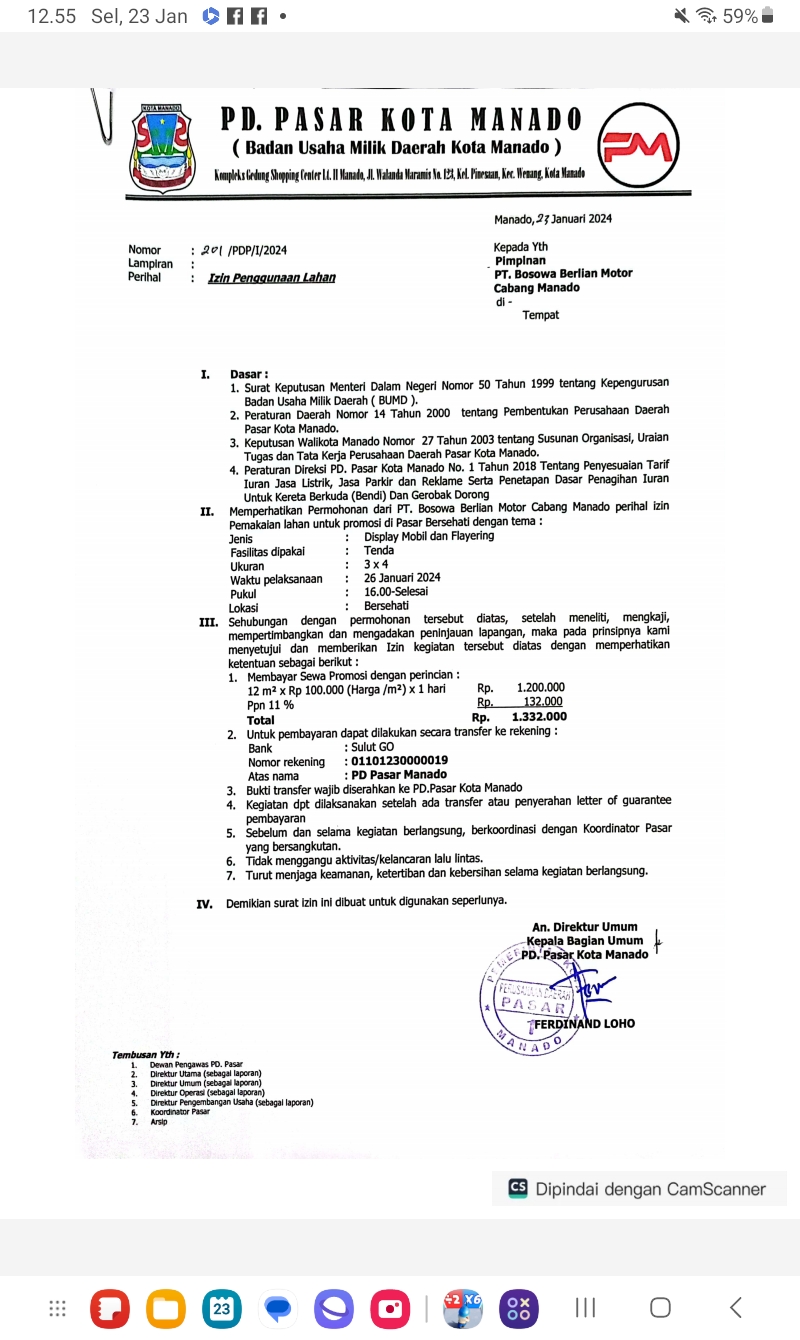 12.55 Sel, 23 Jan
59%
KOTA MANADO
PD. PASAR KOTA MANADO
( Badan Usaha Milik Daerah Kota Manado )
Kompleks Gedung Shopping Center Lt. II Manado, Jl. Walanda Maramis No. 123, Kel. Pinesaan, Kec. Wenang, Kota Manado
PM
Manado, 23 Januari 2024
Nomor : 201 /PDP/I/2024
Lampiran :
Perihal : Izin Penggunaan Lahan
Kepada Yth
Pimpinan
PT. Bosowa Berlian Motor
Cabang Manado
di -
Tempat
I. Dasar :
1. Surat Keputusan Menteri Dalam Negeri Nomor 50 Tahun 1999 tentang Kepengurusan
Badan Usaha Milik Daerah ( BUMD ).
2. Peraturan Daerah Nomor 14 Tahun 2000 tentang Pembentukan Perusahaan Daerah
Pasar Kota Manado.
3. Keputusan Walikota Manado Nomor 27 Tahun 2003 tentang Susunan Organisasi, Uraian
Tugas dan Tata Kerja Perusahaan Daerah Pasar Kota Manado.
4. Peraturan Direksi PD. Pasar Kota Manado No. 1 Tahun 2018 Tentang Penyesuaian Tarif
Iuran Jasa Listrik, Jasa Parkir dan Reklame Serta Penetapan Dasar Penagihan Iuran
Untuk Kereta Berkuda (Bendi) Dan Gerobak Dorong
II. Memperhatikan Permohonan dari PT. Bosowa Berlian Motor Cabang Manado perihal izin
Pemakaian lahan untuk promosi di Pasar Bersehati dengan tema :
Jenis : Display Mobil dan Flayering
Fasilitas dipakai : Tenda
Ukuran : 3 x 4
Waktu pelaksanaan : 26 Januari 2024
Pukul : 16.00-Selesai
Lokasi : Bersehati
III. Sehubungan dengan permohonan tersebut diatas, setelah meneliti, mengkaji,
mempertimbangkan dan mengadakan peninjauan lapangan, maka pada prinsipnya kami
menyetujui dan memberikan Izin kegiatan tersebut diatas dengan memperhatikan
ketentuan sebagai berikut :
1. Membayar Sewa Promosi dengan perincian :
12 m² x Rp 100.000 (Harga /m²) x 1 hari Rp. 1.200.000
Ppn 11 % Rp. 132.000
Total Rp. 1.332.000
2. Untuk pembayaran dapat dilakukan secara transfer ke rekening :
Bank : Sulut GO
Nomor rekening : 01101230000019
Atas nama : PD Pasar Manado
3. Bukti transfer wajib diserahkan ke PD.Pasar Kota Manado
4. Kegiatan dpt dilaksanakan setelah ada transfer atau penyerahan letter of guarantee
pembayaran
5. Sebelum dan selama kegiatan berlangsung, berkoordinasi dengan Koordinator Pasar
yang bersangkutan.
6. Tidak menggangu aktivitas/kelancaran lalu lintas.
7. Turut menjaga keamanan, ketertiban dan kebersihan selama kegiatan berlangsung.
IV. Demikian surat izin ini dibuat untuk digunakan seperlunya.
An. Direktur Umum
Kepala Bagian Umum
PD. Pasar Kota Manado
PERUSAHAAN DAERAH
PASAR
MANADO
FERDINAND LOHO
Tembusan Yth :
1. Dewan Pengawas PD. Pasar
2. Direktur Utama (sebagai laporan)
3. Direktur Umum (sebagai laporan)
4. Direktur Operasi (sebagai laporan)
5. Direktur Pengembangan Usaha (sebagai laporan)
6. Koordinator Pasar
7. Arsip
CS Dipindai dengan CamScanner
23
÷2 X6